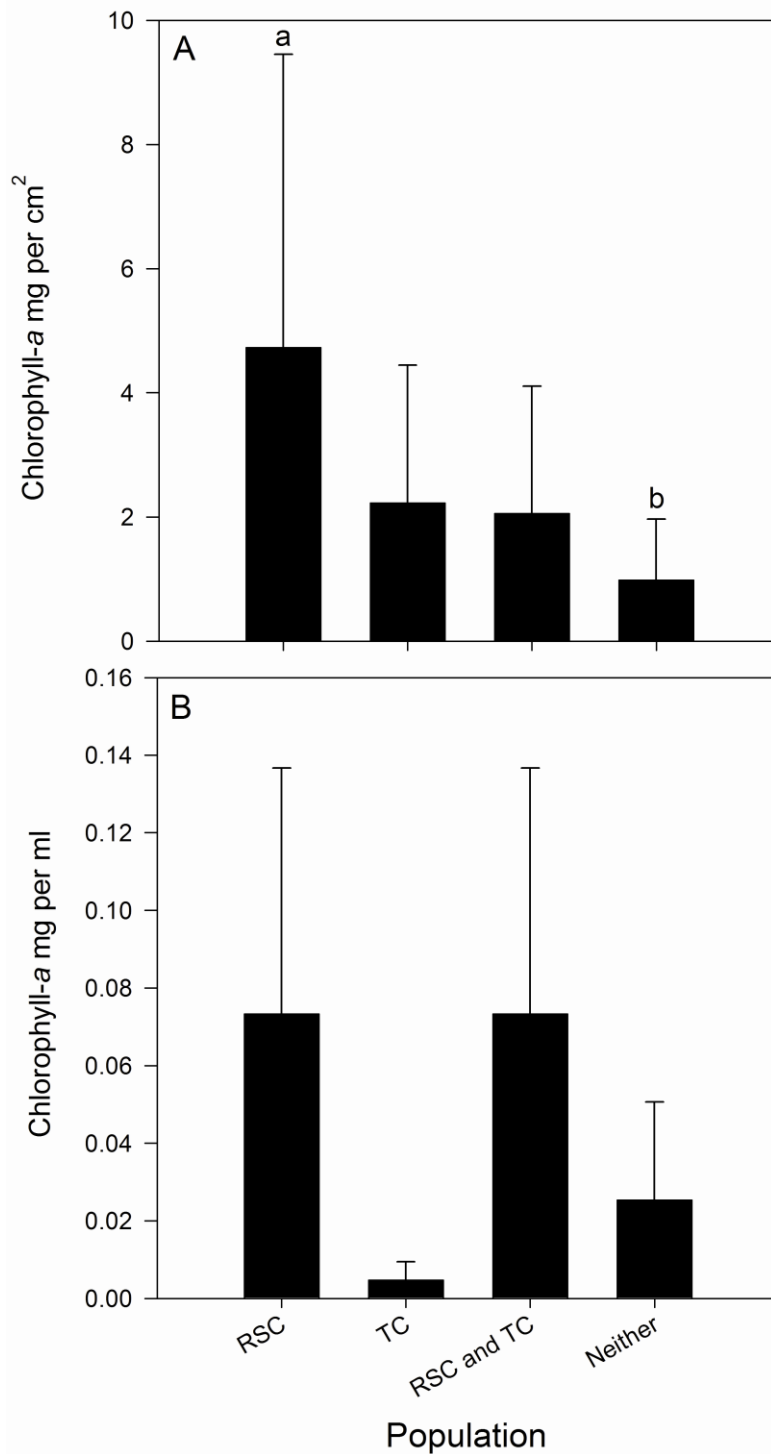 A
a
b
10
8
6
4
2
0
Chlorophyll-a mg per cm²
B
0.16
0.14
0.12
0.10
0.08
0.06
0.04
0.02
0.00
Chlorophyll-a mg per ml
RSC
TC
RSC and TC
Neither
Population